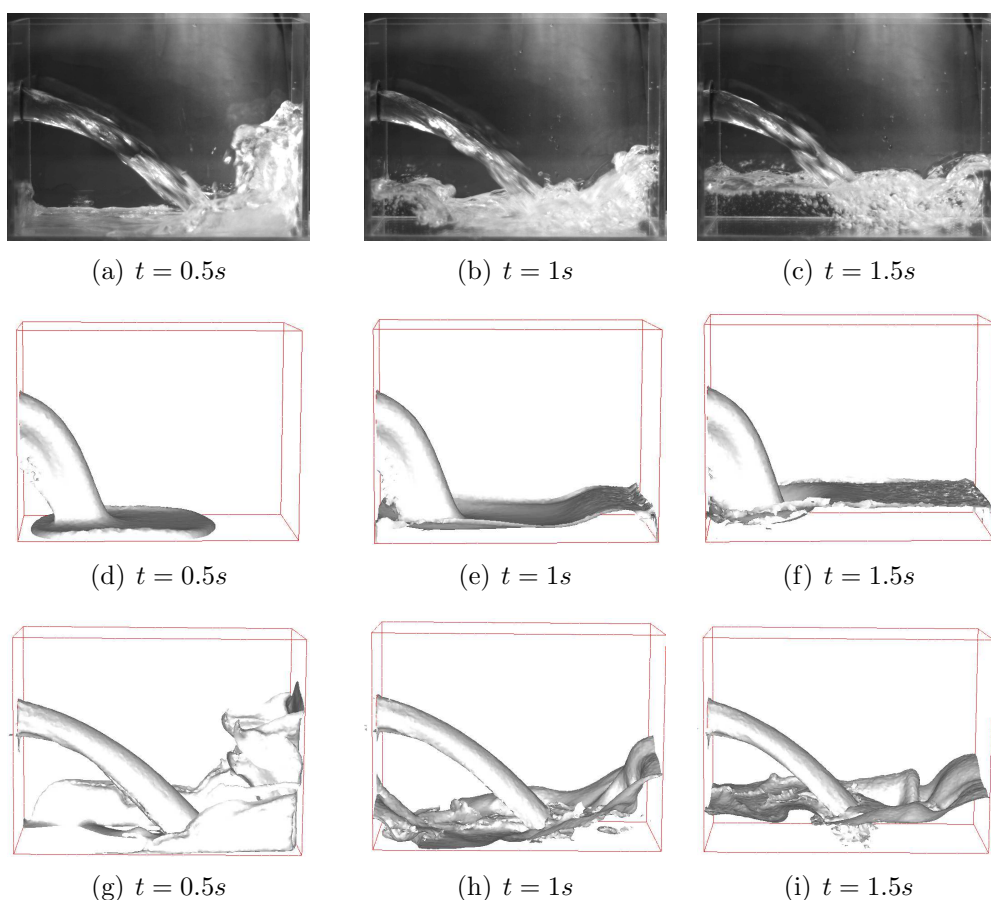 (a) t = 0.5s
(b) t = 1s
(c) t = 1.5s
(d) t = 0.5s
(e) t = 1s
(f) t = 1.5s
(g) t = 0.5s
(h) t = 1s
(i) t = 1.5s